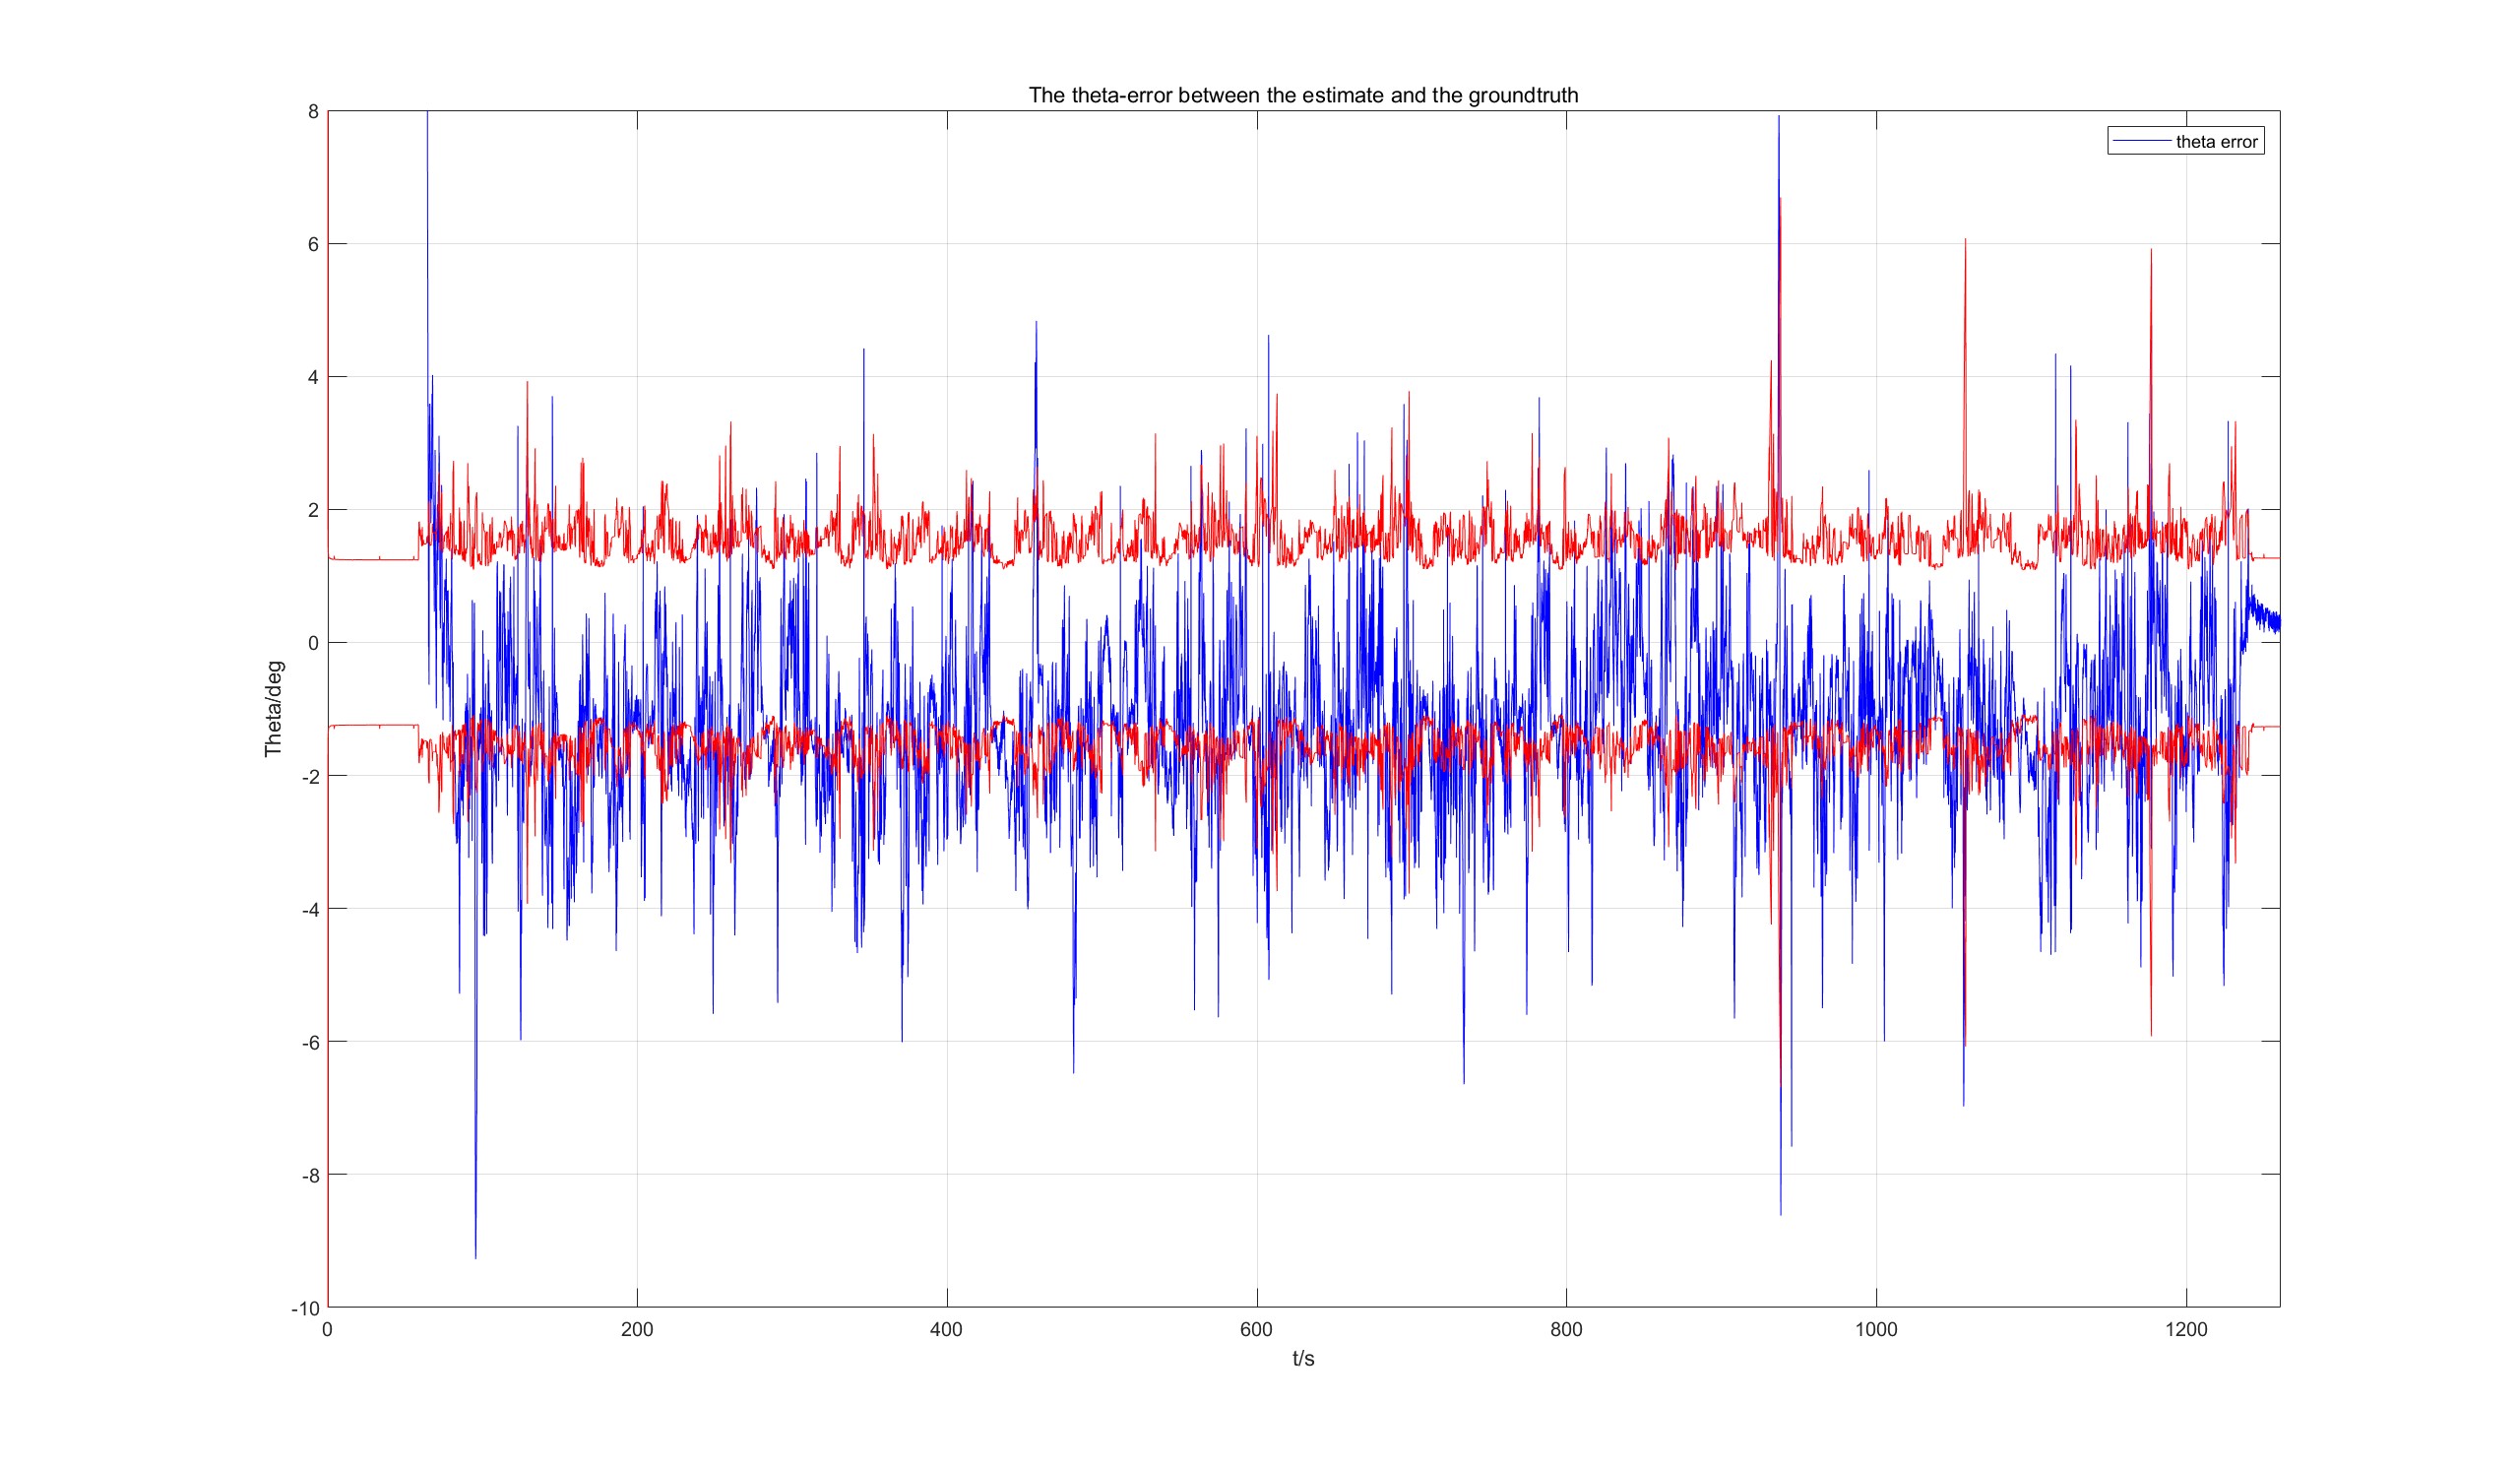 The theta-error between the estimate and the groundtruth
theta error
8
6
4
2
0
-2
-4
-6
-8
-10
Theta/deg
0 200 400 600 800 1000 1200
t/s